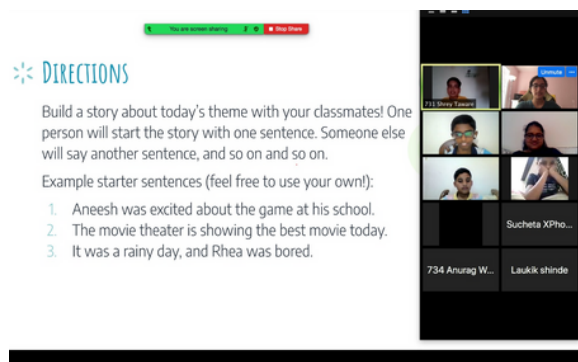 You are screen sharing
Stop Share
DIRECTIONS
Build a story about today's theme with your classmates! One
person will start the story with one sentence. Someone else
will say another sentence, and so on and so on.
Example starter sentences (feel free to use your own!):
1. Aneesh was excited about the game at his school.
2. The movie theater is showing the best movie today.
3. It was a rainy day, and Rhea was bored.
Unmute ...
731 Shrey Taware
Sucheta XPho...
734 Anurag W...
Laukik shinde